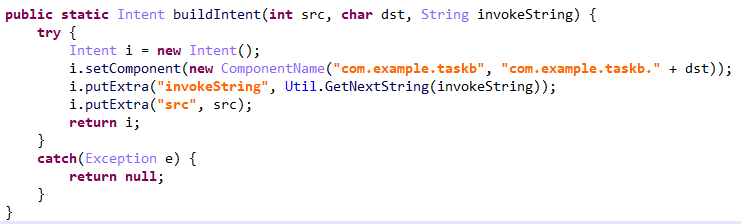 public static Intent buildIntent(int src, char dst, String invokeString) {
    try {
        Intent i = new Intent();
        i.setComponent(new ComponentName("com.example.taskb", "com.example.taskb." + dst));
        i.putExtra("invokeString", Util.GetNextString(invokeString));
        i.putExtra("src", src);
        return i;
    }
    catch(Exception e) {
        return null;
    }
}